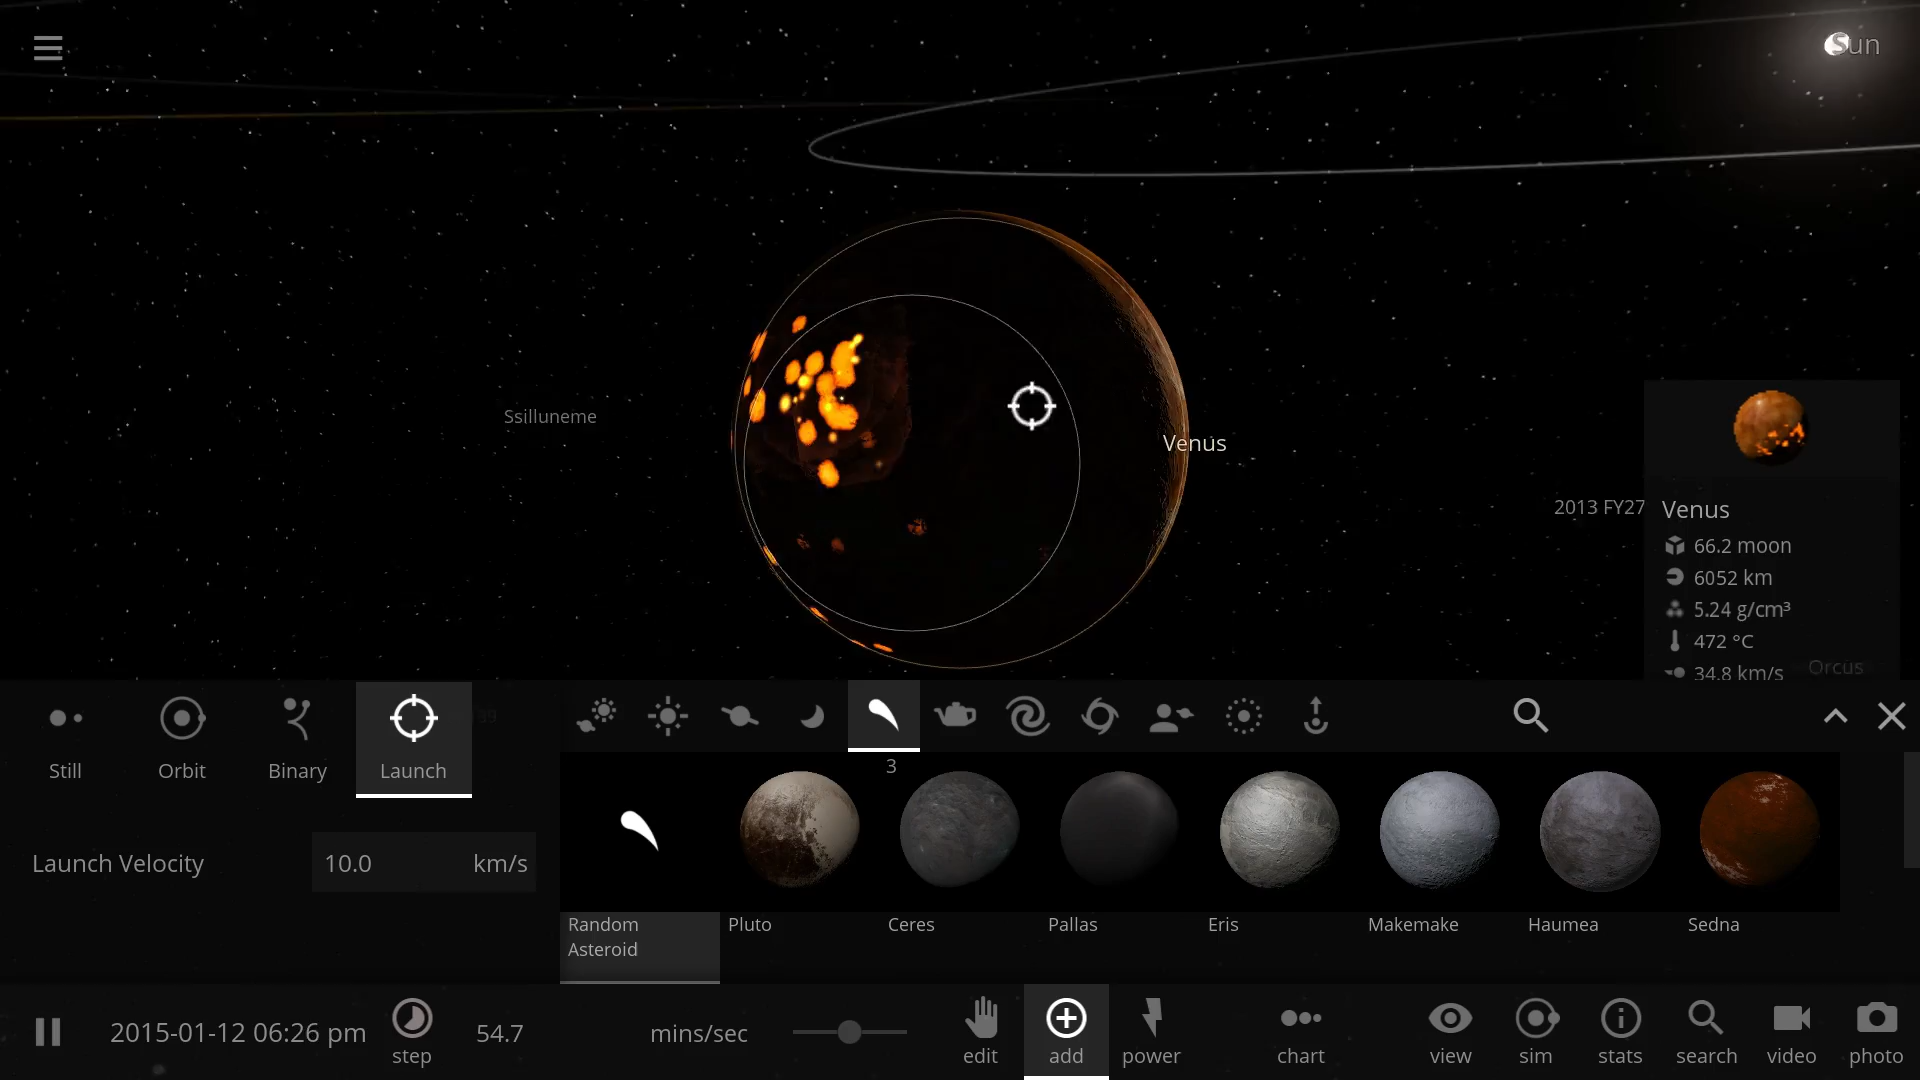 Sun
Ssilluneme
Venus
2013 FY27
Venus
66.2 moon
6052 km
5.24 g/cm³
472 °C
34.8 km/s
Orcus
Still
Orbit
Binary
Launch
3
Launch Velocity
10.0
km/s
Random
Asteroid
Pluto
Ceres
Pallas
Eris
Makemake
Haumea
Sedna
2015-01-12 06:26 pm
step
54.7
mins/sec
edit
add
power
chart
view
sim
stats
search
video
photo